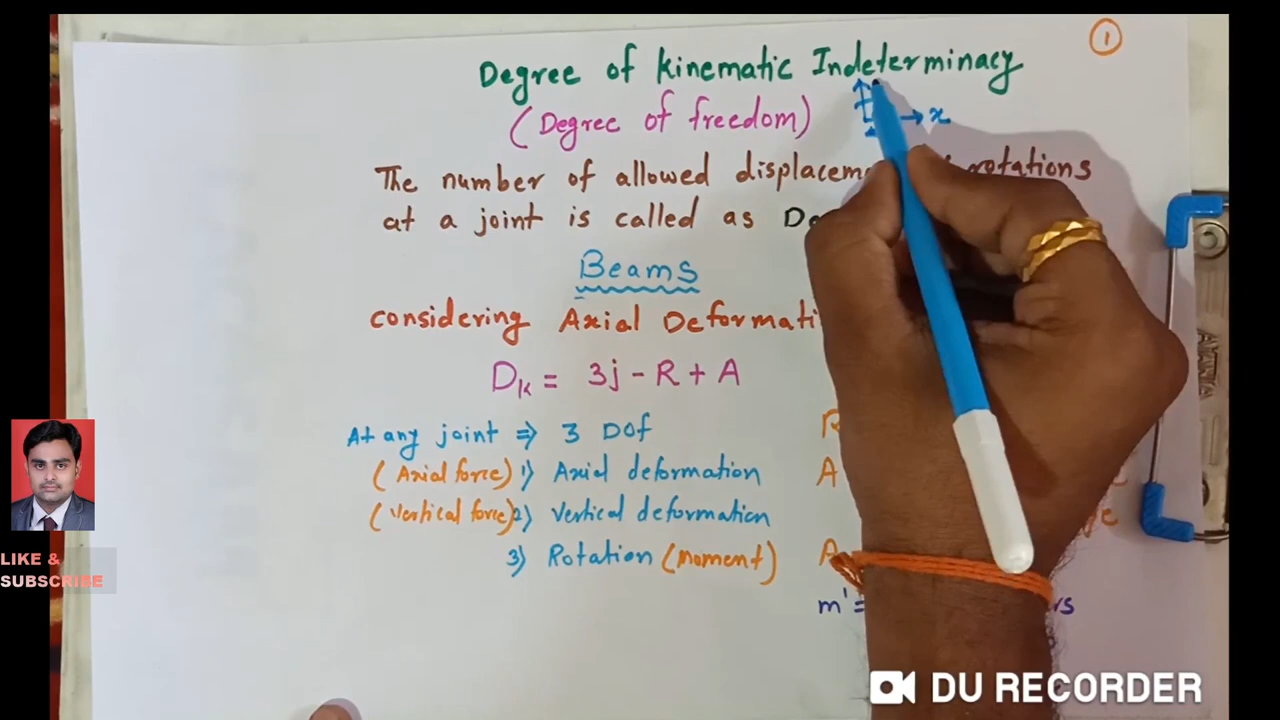 1
Degree of Kinematic Indeterminacy
(Degree of freedom)
x
The number of allowed rotations
at a joint is called as
Beams
considering Axial
Dk = 3j - R + A
At any joint ⇒ 3 Dof
(Axial force) 1) Axial deformation
A
(Vertical force) 2) Vertical deformation
3) Rotation (Moment)
A
m' =
LIKE &
SUBSCRIBE
DU RECORDER